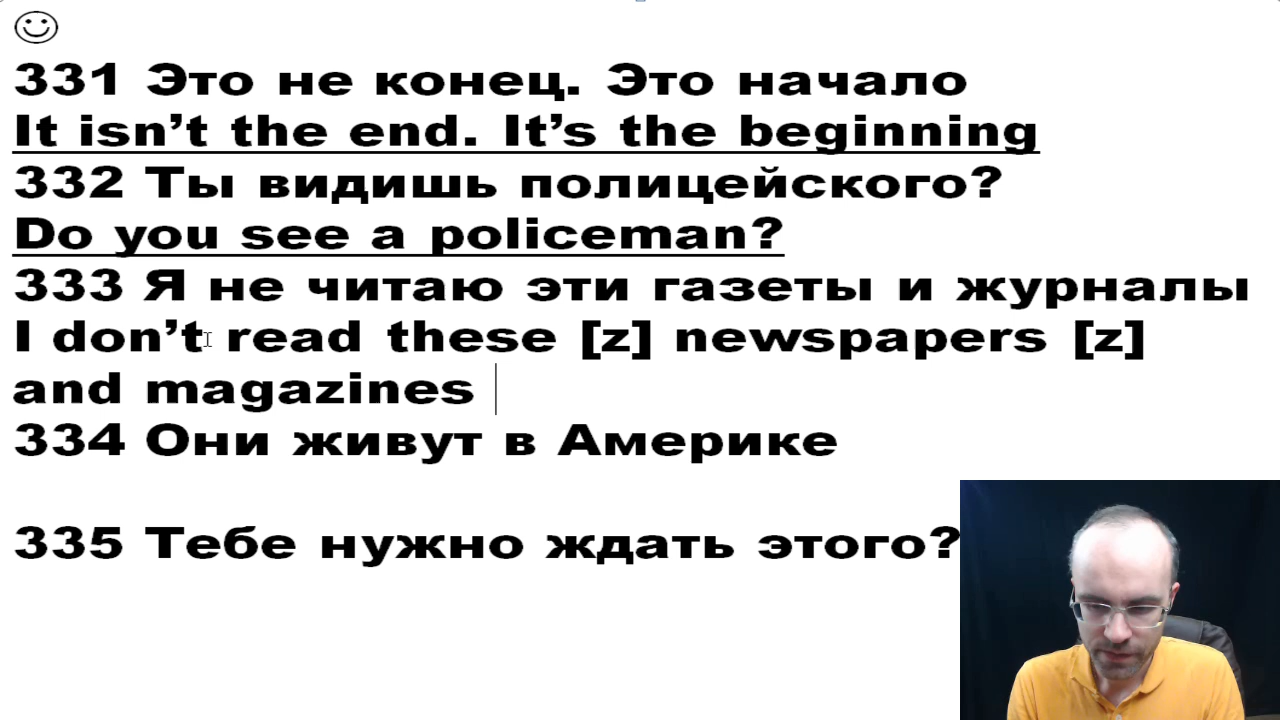 331 Это не конец. Это начало
It isn’t the end. It’s the beginning
332 Ты видишь полицейского?
Do you see a policeman?
333 Я не читаю эти газеты и журналы
I don’t read these [z] newspapers [z]
and magazines
334 Они живут в Америке
335 Тебе нужно ждать этого?